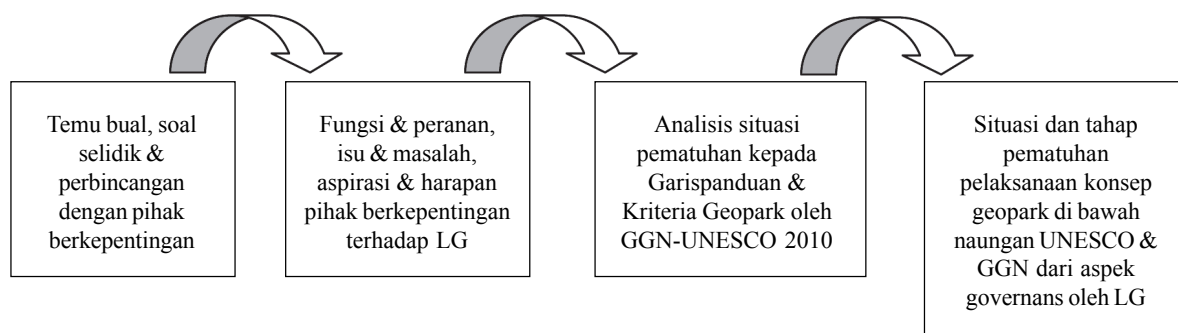 Temu bual, soal
selidik &
perbincangan
dengan pihak
berkepentingan
Fungsi & peranan,
isu & masalah,
aspirasi & harapan
pihak berkepentingan
terhadap LG
Analisis situasi
pematuhan kepada
Garispanduan &
Kriteria Geopark oleh
GGN-UNESCO 2010
Situasi dan tahap
pematuhan
pelaksanaan konsep
geopark di bawah
naungan UNESCO &
GGN dari aspek
governans oleh LG